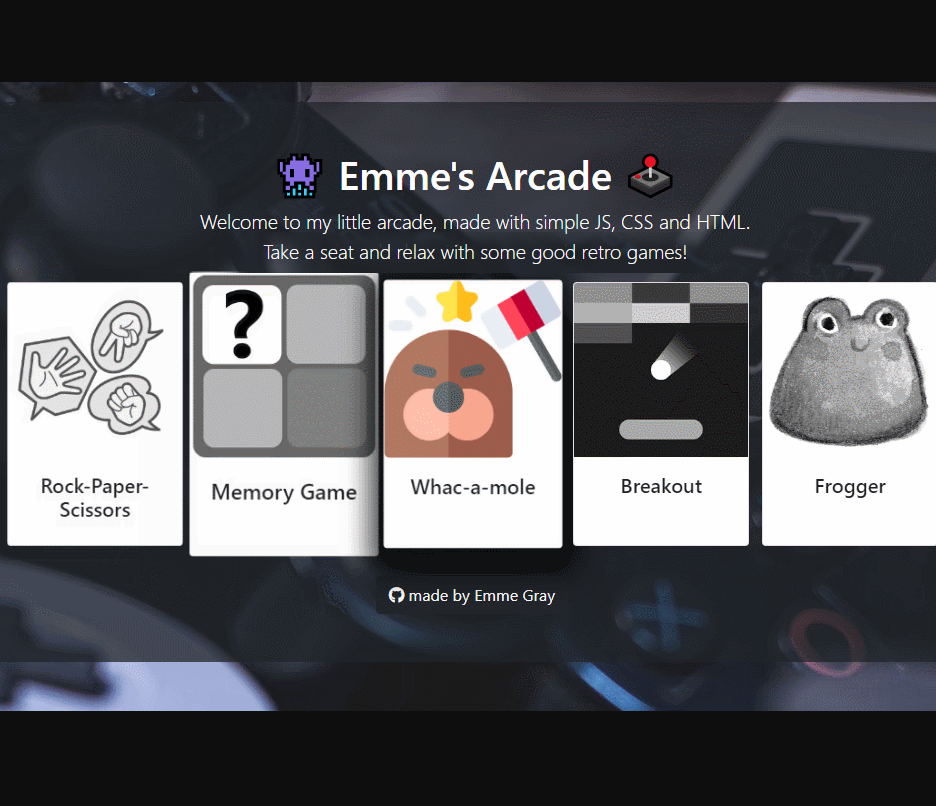 Emme's Arcade
Welcome to my little arcade, made with simple JS, CSS and HTML.
Take a seat and relax with some good retro games!
?
Rock-Paper-
Scissors
Memory Game
Whac-a-mole
Breakout
Frogger
made by Emme Gray